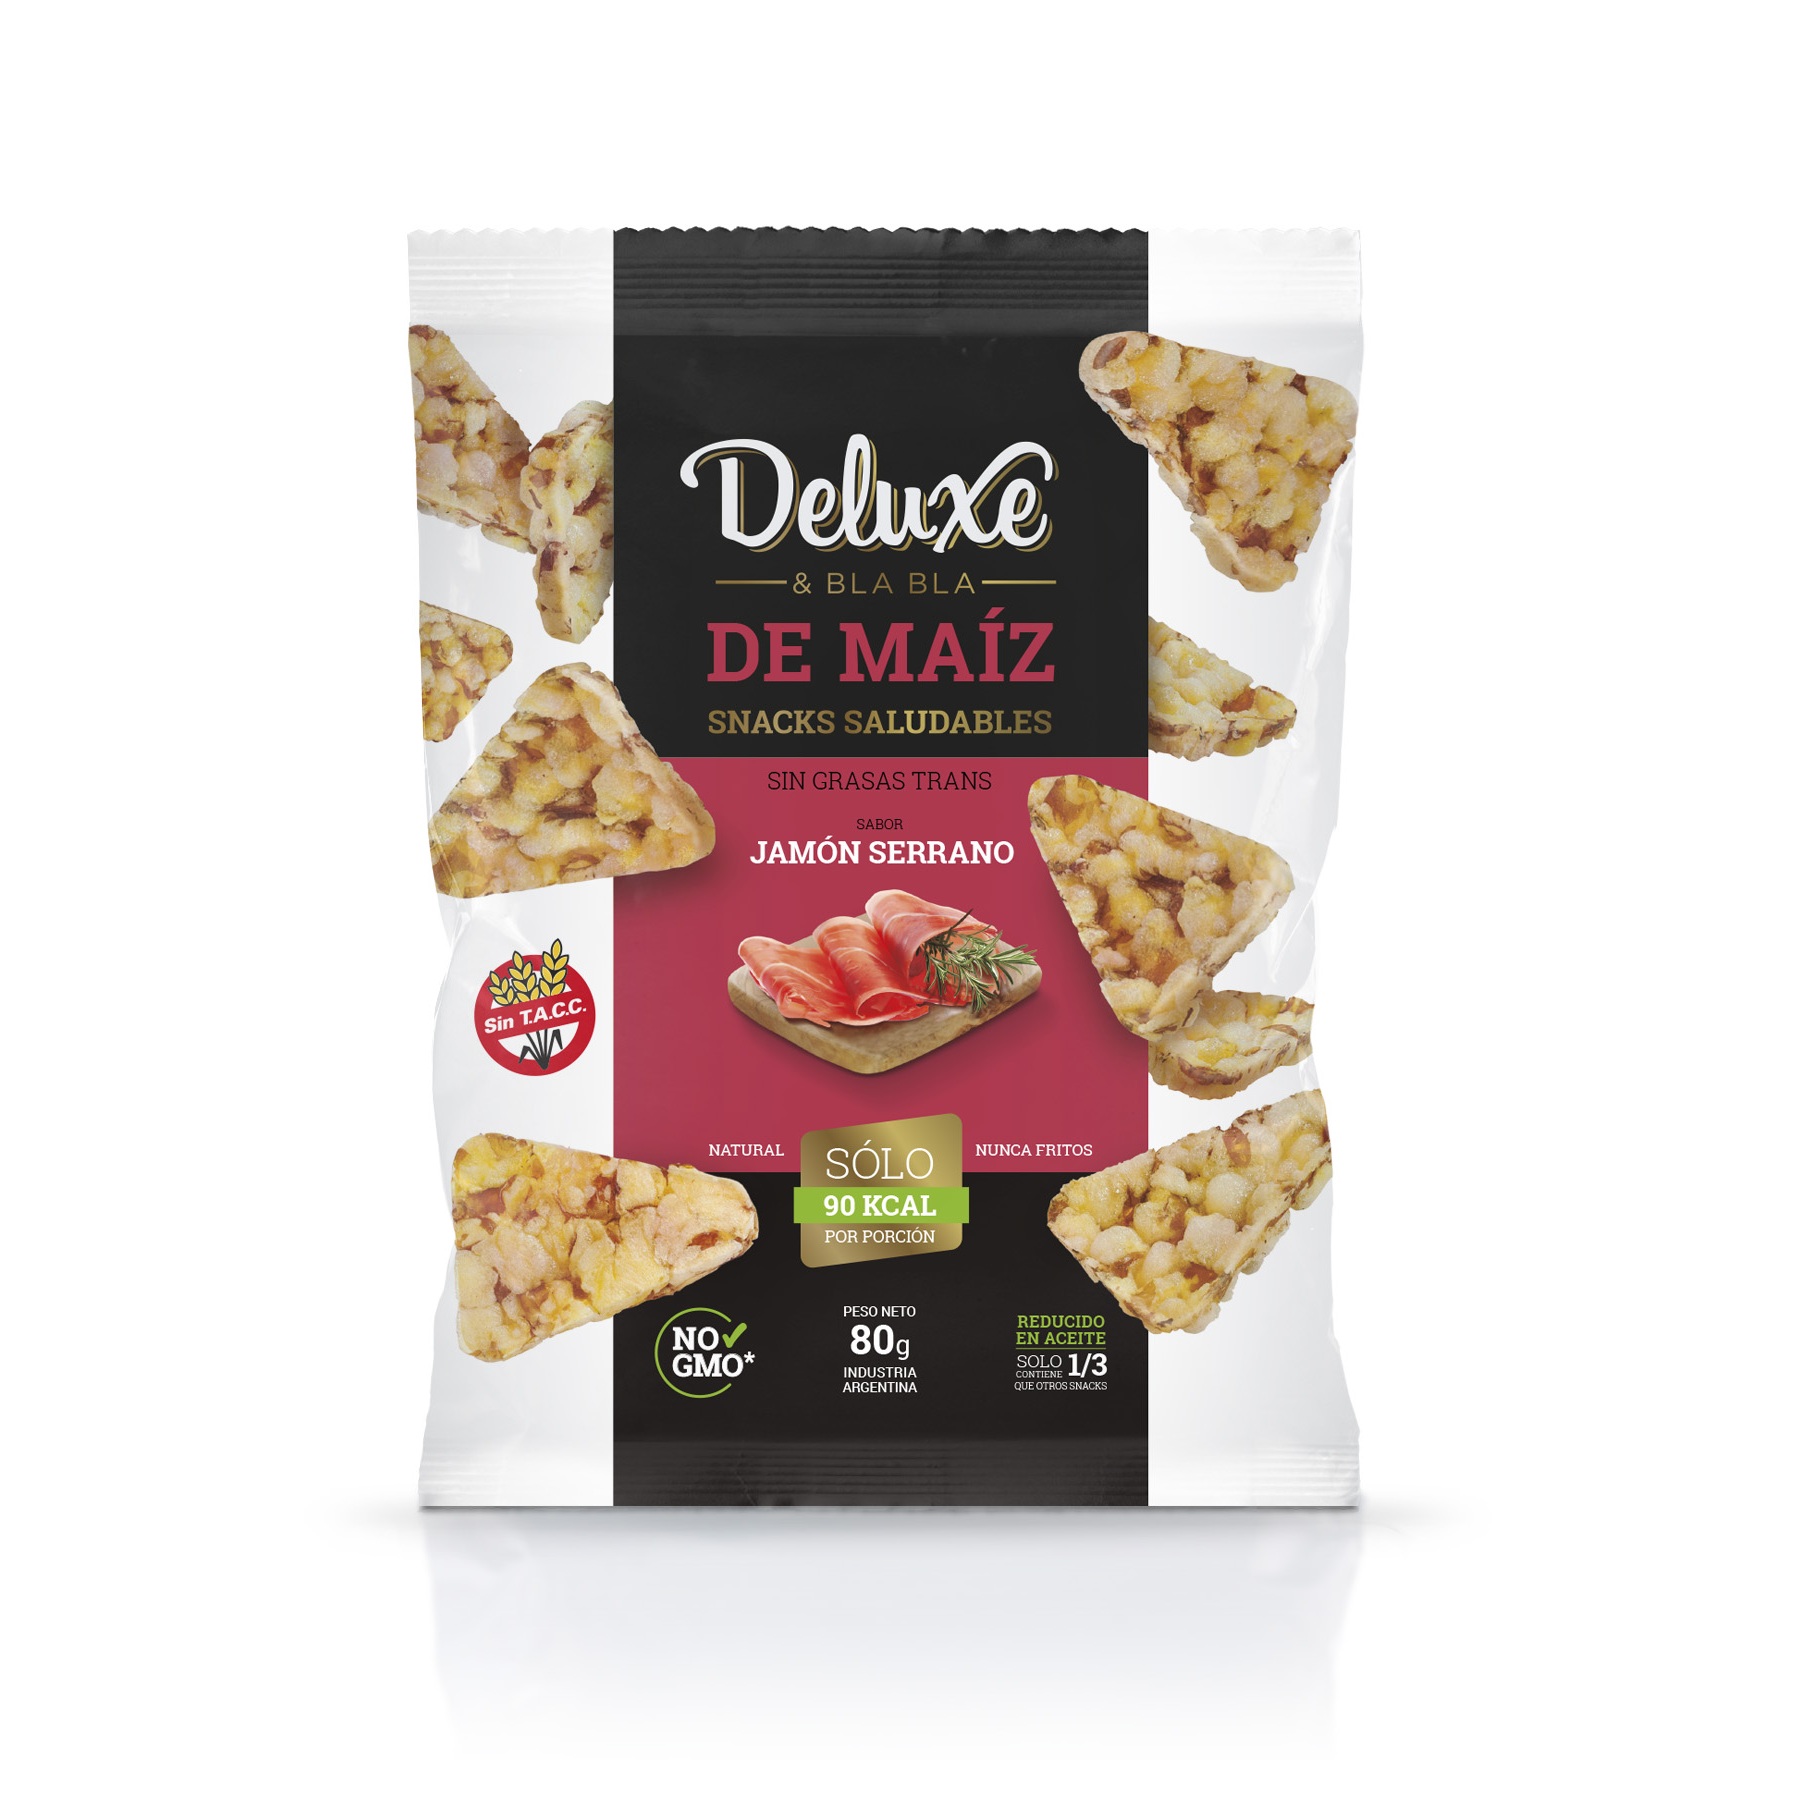 Deluxe
& BLA BLA
DE MAÍZ
SNACKS SALUDABLES
SIN GRASAS TRANS
SABOR
JAMÓN SERRANO
Sin T.A.C.C.
NATURAL
SÓLO
90 KCAL
POR PORCIÓN
NUNCA FRITOS
NO
GMO*
PESO NETO
80g
INDUSTRIA
ARGENTINA
REDUCIDO
EN ACEITE
SOLO CONTIENE 1/3
QUE OTROS SNACKS